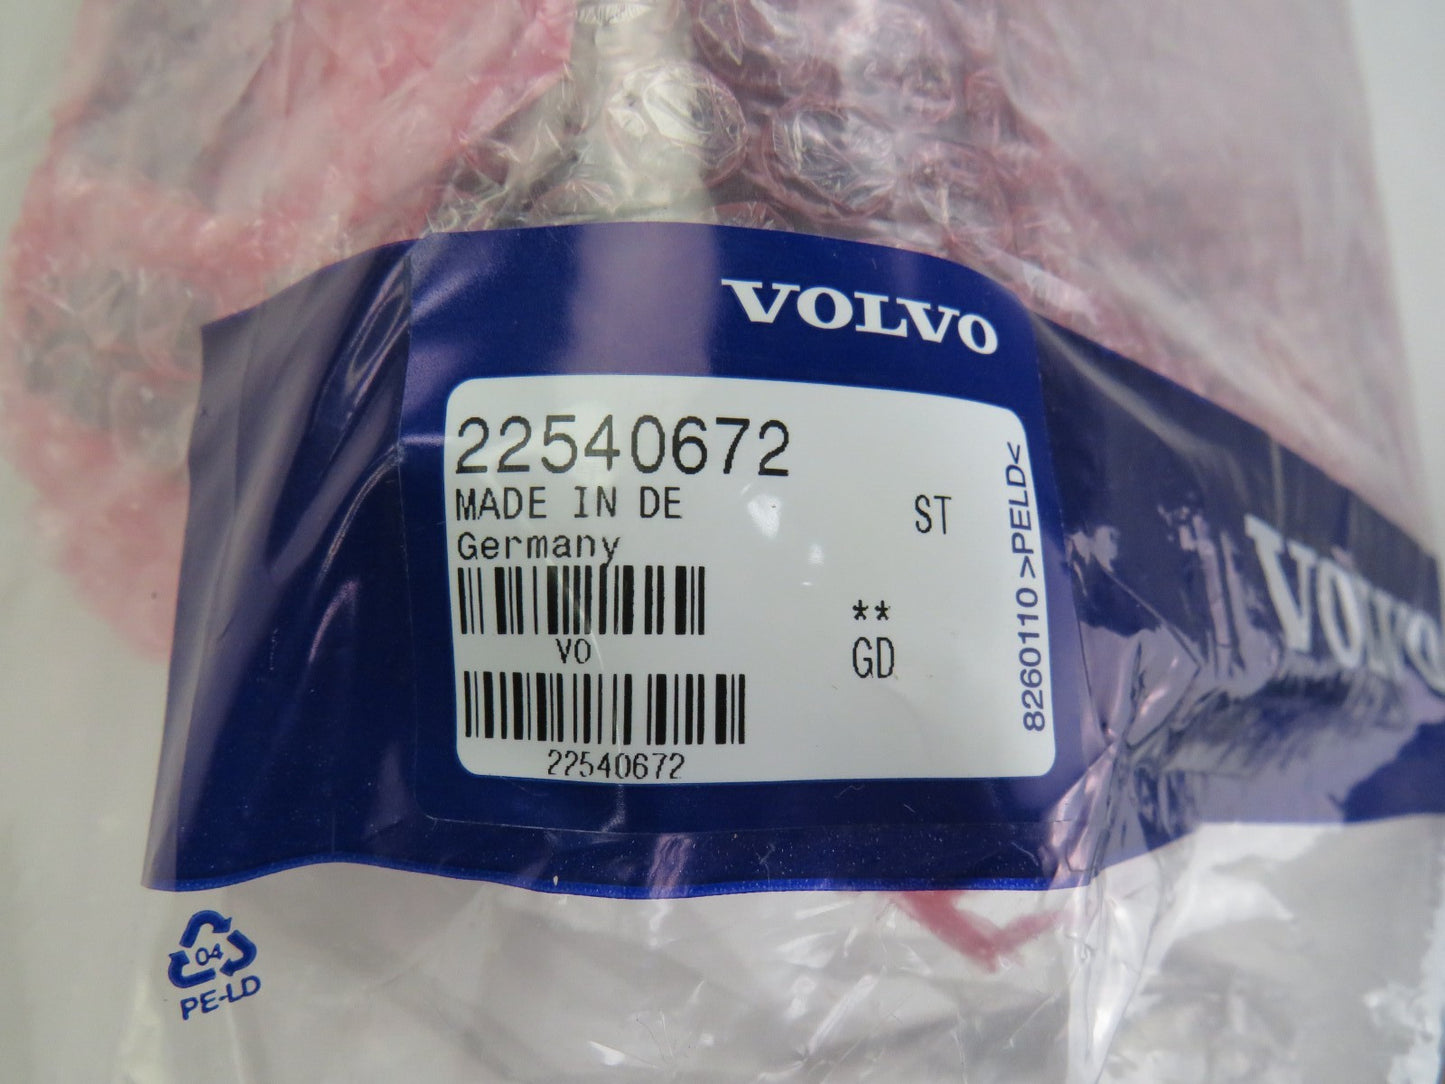 VOLVO
22540672
MADE IN DE
ST
Germany
**
VO
GD
22540672
8260110 >PELD<
VOLVO
04
PE-LD